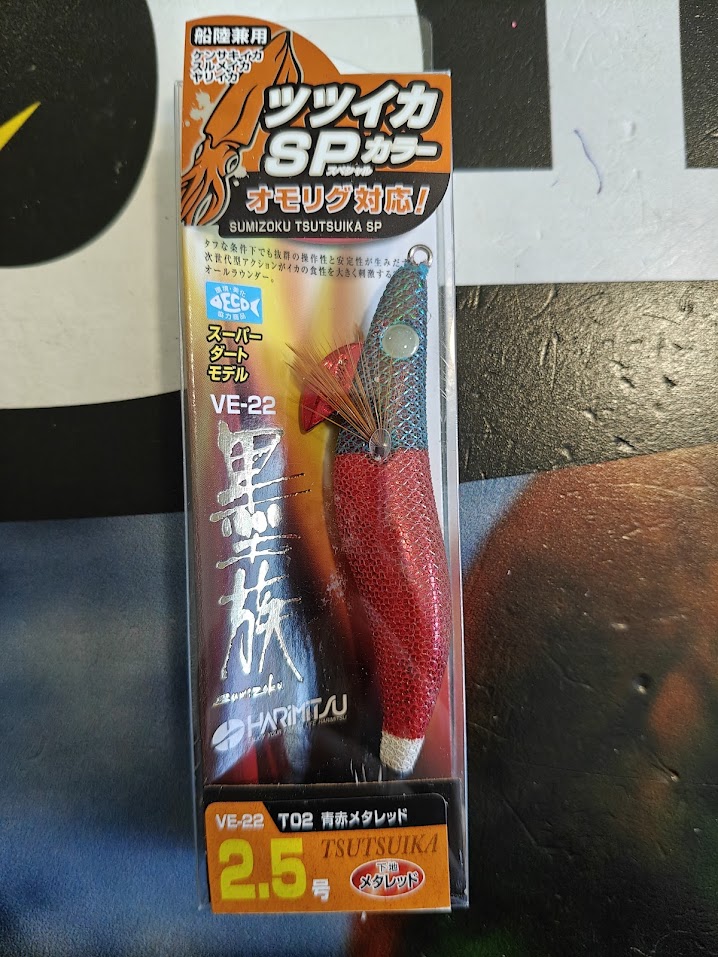 船陸兼用
ケンサキイカ
スルメイカ
ヤリイカ
ツツイカ
SPカラー
スペシャル
オモリグ対応!
SUMIZOKU TSUTSUIKA SP
タフな条件下でも抜群の操作性と安定性が生みだす
次世代型アクションがイカの食性を大きく刺激する
オールラウンダー。
ECO
スーパー
ダート
モデル
VE-22
墨族
Sumizoku
HARiMiTSU
VE-22 T02 青赤メタレッド
2.5号
TSUTSUIKA
下地
メタレッド